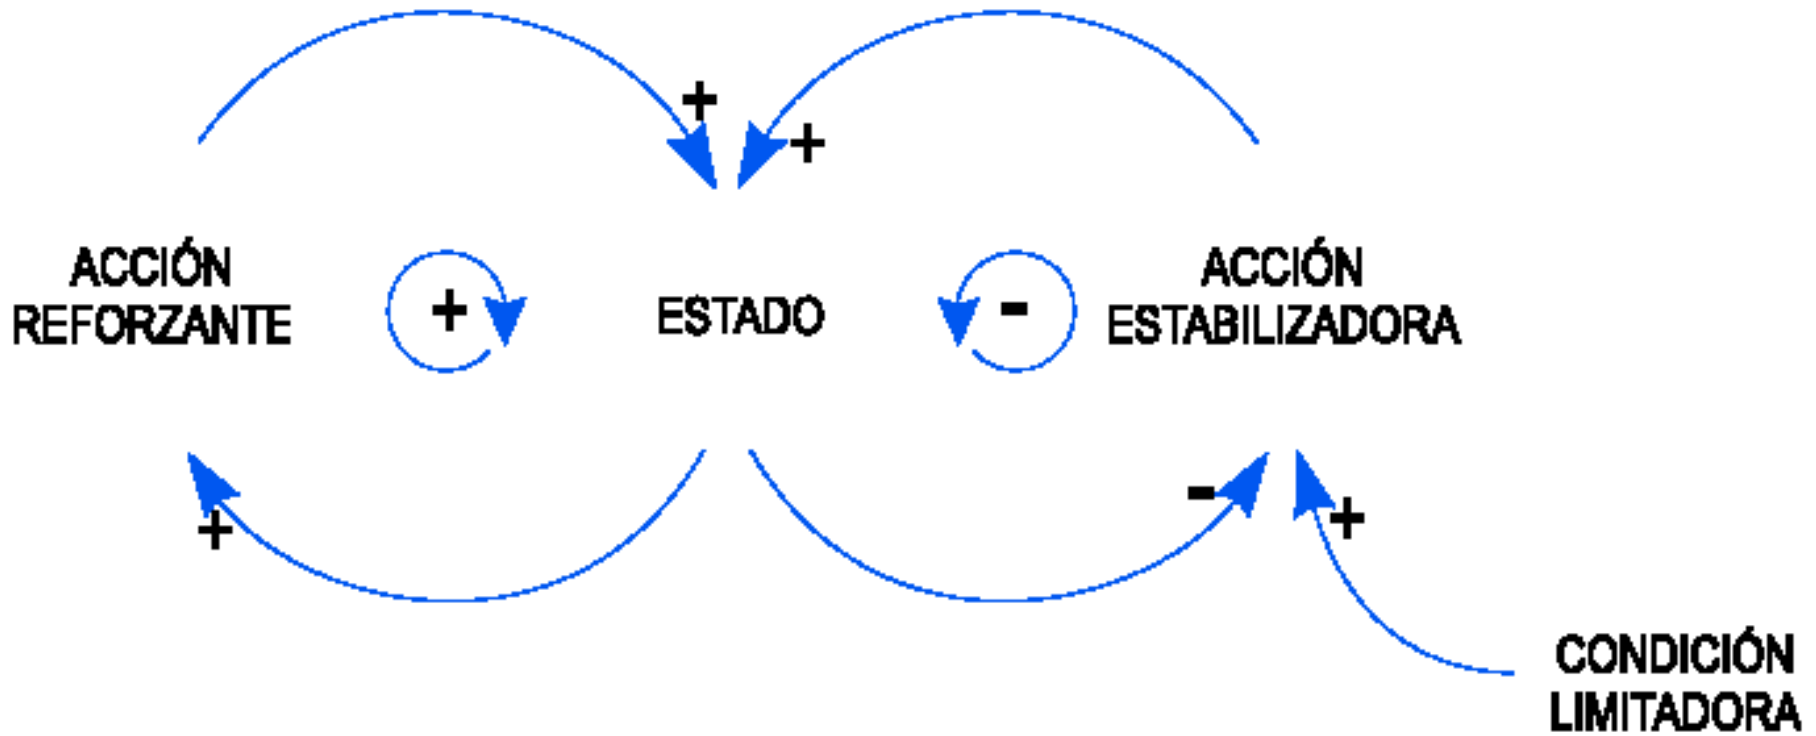 +
+
ACCIÓN
REFORZANTE
+
ESTADO
-
ACCIÓN
ESTABILIZADORA
+
-
+
CONDICIÓN
LIMITADORA